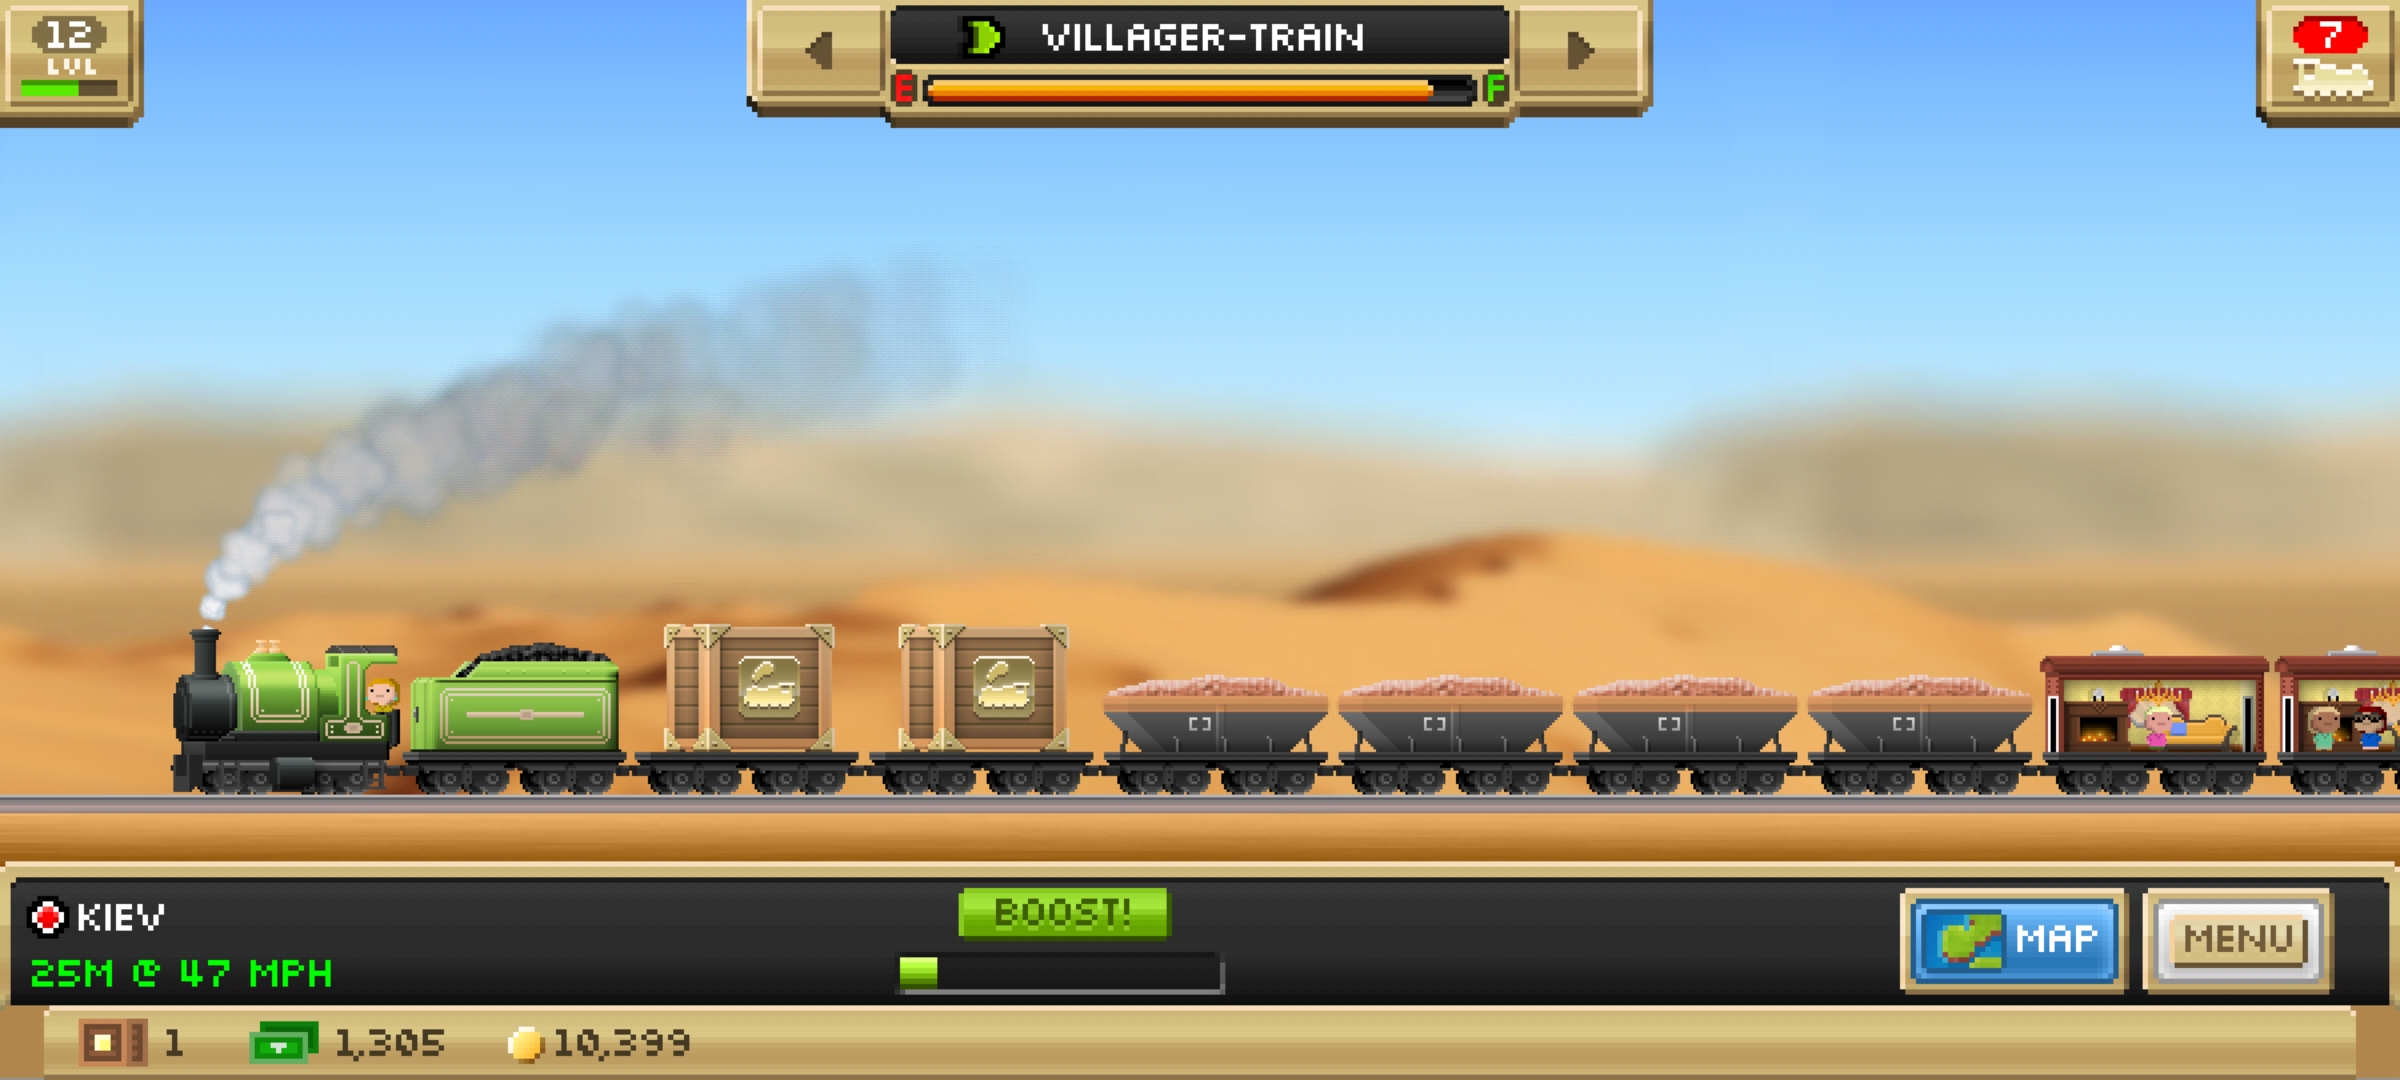 12
LVL
VILLAGER-TRAIN
E F
7
KIEV
25M @ 47 MPH
BOOST!
MAP
MENU
1
1,305
10,399